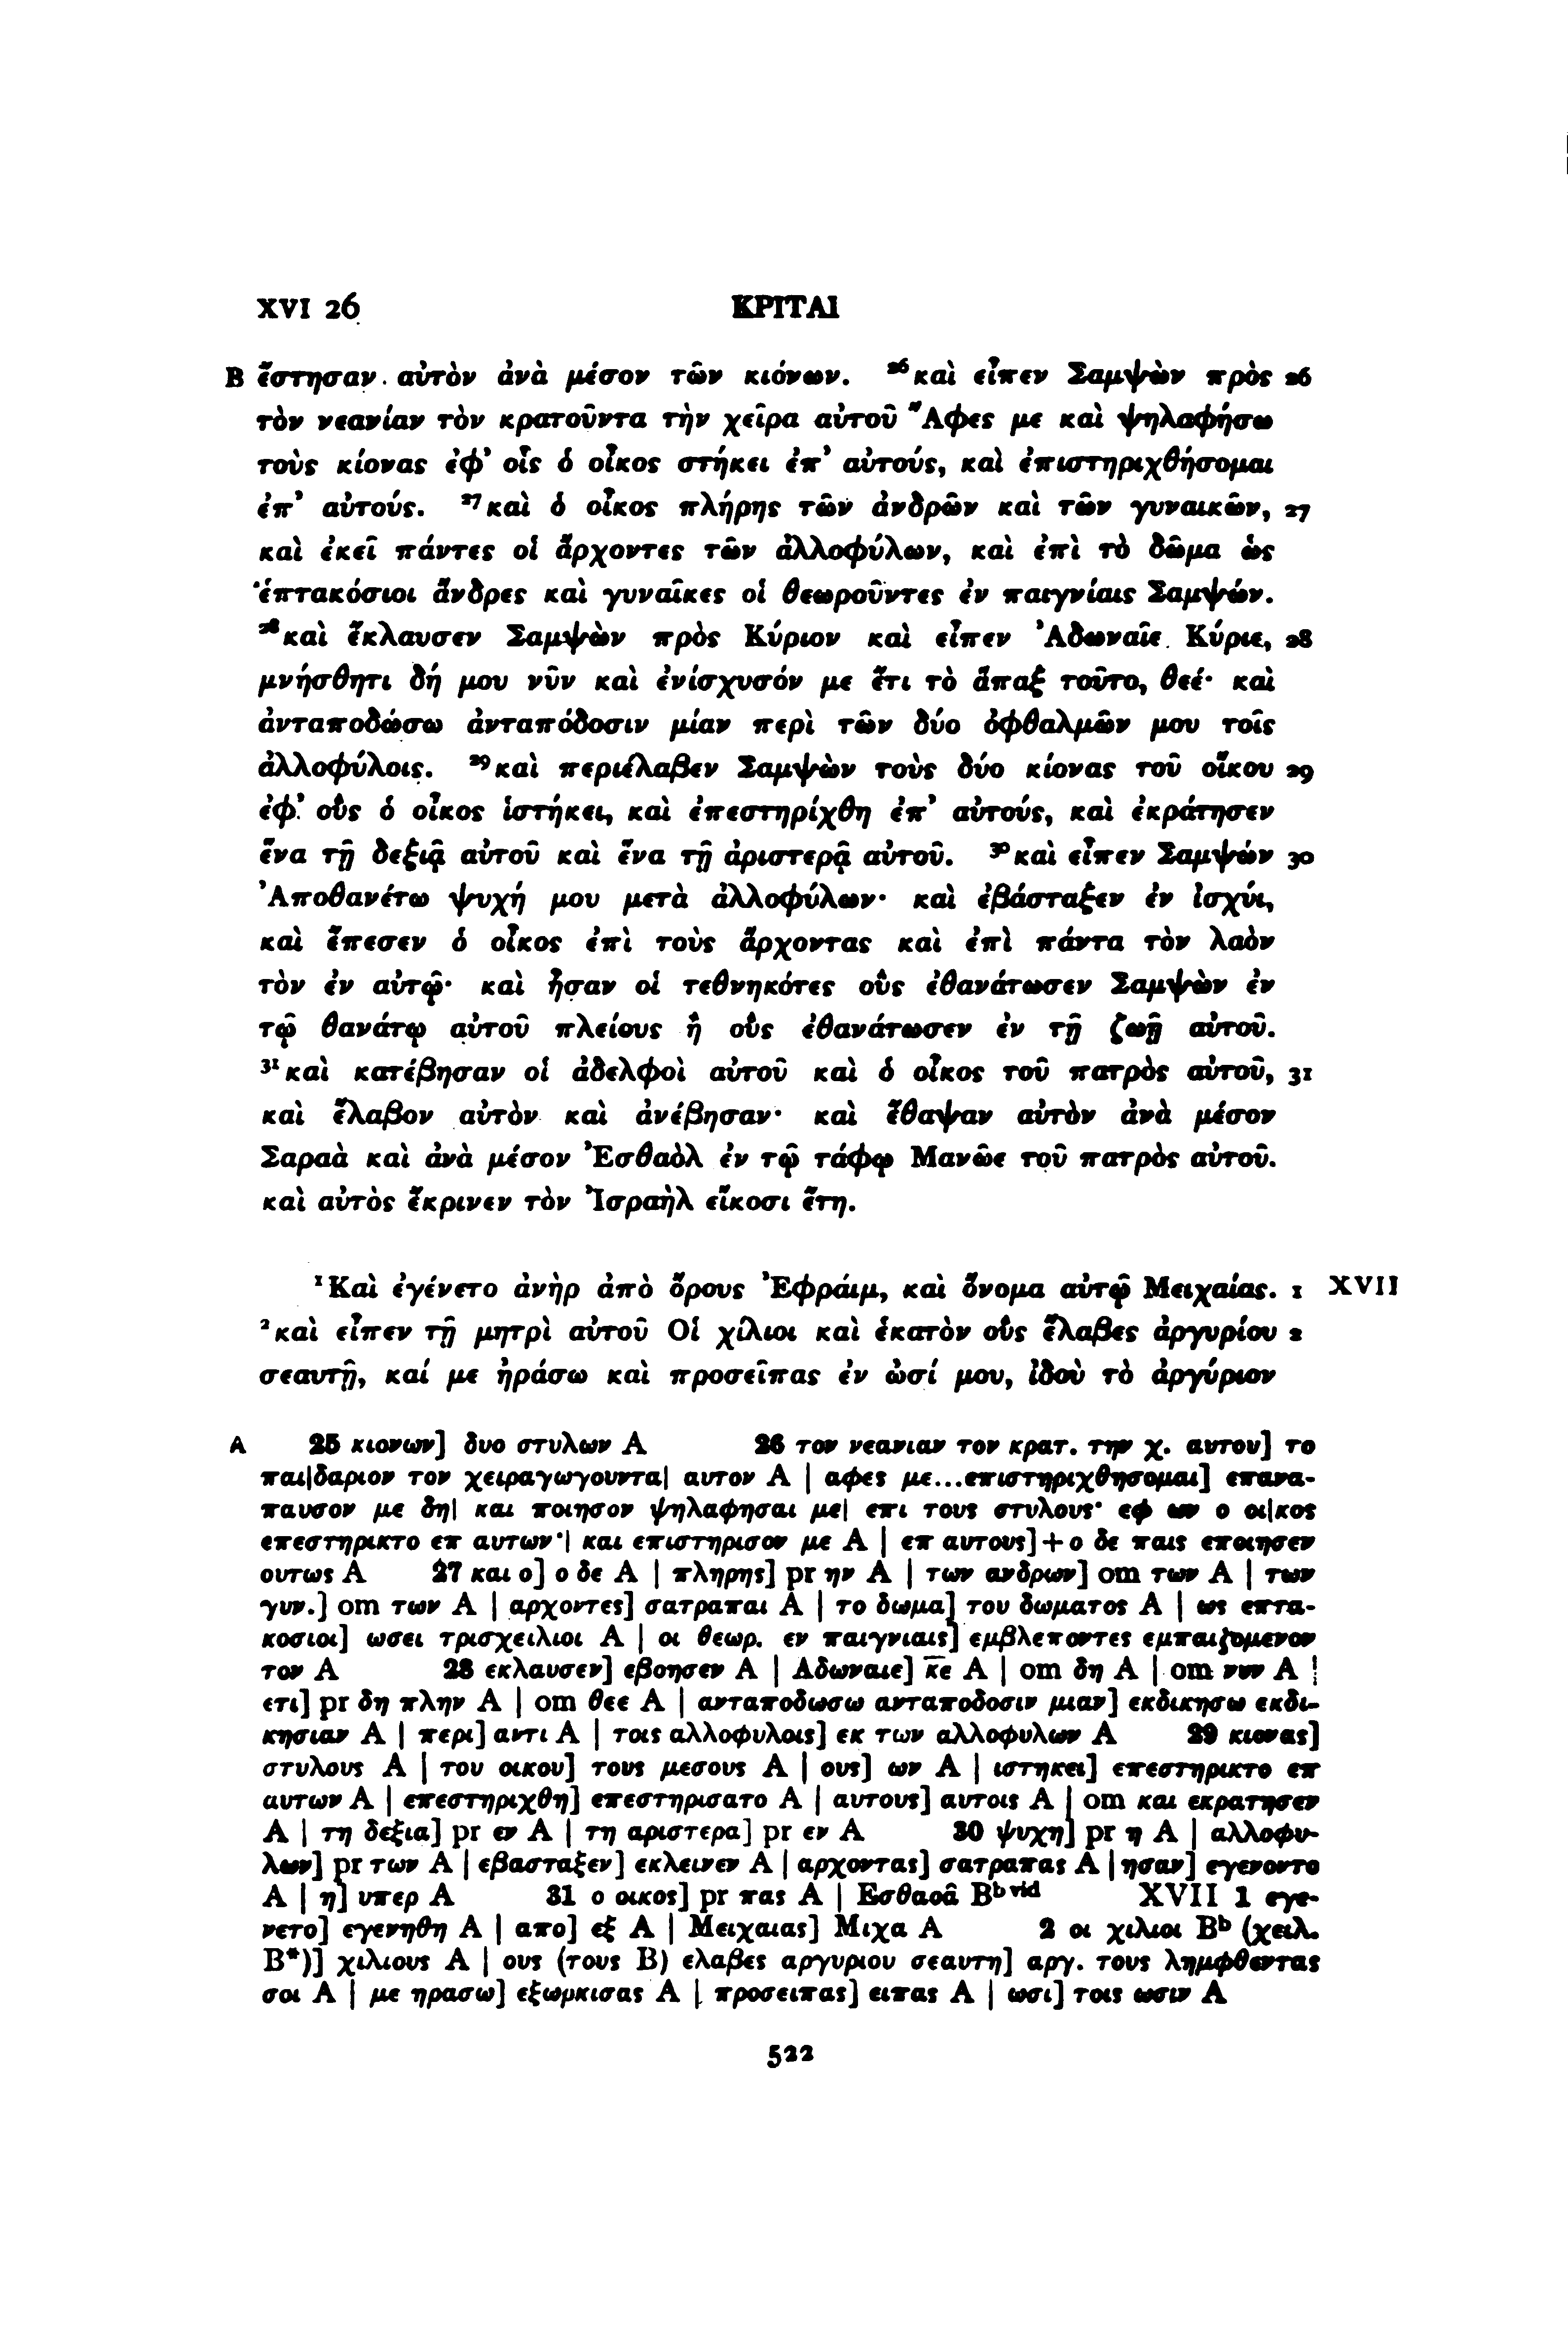 XVI 26 ΚΡΙΤΑΙ
B ἔστησαν αὐτὸν ἀνὰ μέσον τῶν κιόνων. ²⁶καὶ εἶπεν Σαμψὼν πρὸς 26
τὸν νεανίαν τὸν κρατοῦντα τὴν χεῖρα αὐτοῦ Ἄφες με καὶ ψηλαφήσω
τοὺς κίονας ἐφ’ οἷς ὁ οἶκος στήκει ἐπ’ αὐτούς, καὶ ἐπιστηριχθήσομαι
ἐπ’ αὐτούς. ²⁷καὶ ὁ οἶκος πλήρης τῶν ἀνδρῶν καὶ τῶν γυναικῶν, 27
καὶ ἐκεῖ πάντες οἱ ἄρχοντες τῶν ἀλλοφύλων, καὶ ἐπὶ τὸ δῶμα ὡς
ἑπτακόσιοι ἄνδρες καὶ γυναῖκες οἱ θεωροῦντες ἐν παιγνίαις Σαμψών.
²⁸καὶ ἔκλαυσεν Σαμψὼν πρὸς Κύριον καὶ εἶπεν Ἀδωναῖε Κύριε, 28
μνήσθητι δή μου νῦν καὶ ἐνίσχυσόν με ἔτι τὸ ἅπαξ τοῦτο, θεέ· καὶ
ἀνταποδώσω ἀνταπόδοσιν μίαν περὶ τῶν δύο ὀφθαλμῶν μου τοῖς
ἀλλοφύλοις. ²⁹καὶ περιέλαβεν Σαμψὼν τοὺς δύο κίονας τοῦ οἴκου 29
ἐφ’ οὓς ὁ οἶκος ἱστήκει, καὶ ἐπεστηρίχθη ἐπ’ αὐτούς, καὶ ἐκράτησεν
ἕνα τῇ δεξιᾷ αὐτοῦ καὶ ἕνα τῇ ἀριστερᾷ αὐτοῦ. ³⁰καὶ εἶπεν Σαμψών 30
Ἀποθανέτω ψυχή μου μετὰ ἀλλοφύλων· καὶ ἐβάσταξεν ἐν ἰσχύι,
καὶ ἔπεσεν ὁ οἶκος ἐπὶ τοὺς ἄρχοντας καὶ ἐπὶ πάντα τὸν λαὸν
τὸν ἐν αὐτῷ· καὶ ἦσαν οἱ τεθνηκότες οὓς ἐθανάτωσεν Σαμψὼν ἐν
τῷ θανάτῳ αὐτοῦ πλείους ἢ οὓς ἐθανάτωσεν ἐν τῇ ζωῇ αὐτοῦ.
³¹καὶ κατέβησαν οἱ ἀδελφοὶ αὐτοῦ καὶ ὁ οἶκος τοῦ πατρὸς αὐτοῦ, 31
καὶ ἔλαβον αὐτὸν καὶ ἀνέβησαν· καὶ ἔθαψαν αὐτὸν ἀνὰ μέσον
Σαραὰ καὶ ἀνὰ μέσον Ἐσθαὸλ ἐν τῷ τάφῳ Μανῶε τοῦ πατρὸς αὐτοῦ.
καὶ αὐτὸς ἔκρινεν τὸν Ἰσραὴλ εἴκοσι ἔτη.
¹Καὶ ἐγένετο ἀνὴρ ἀπὸ ὄρους Ἐφράιμ, καὶ ὄνομα αὐτῷ Μειχαίας. 1 XVII
²καὶ εἶπεν τῇ μητρὶ αὐτοῦ Οἱ χίλιοι καὶ ἑκατὸν οὓς ἔλαβες ἀργυρίου 2
σεαυτῇ, καί με ἠράσω καὶ προσεῖπας ἐν ὠσί μου, ἰδοὺ τὸ ἀργύριον
A 25 κιονων] δυο στυλων A 26 τον νεανιαν τον κρατ. την χ. αυτου] το
παι|δαριον τον χειραγωγουντα| αυτον A | αφες με...επιστηριχθησομαι] επανα-
παυσον με δη| και ποιησον ψηλαφησαι με| επι τους στυλους· εφ ων ο οι|κος
επεστηρικτο επ αυτων·| και επιστηρισον με A | επ αυτους]+ο δε παις εποιησεν
ουτως A 27 και ο] ο δε A | πληρης] pr ην A | των ανδρων] om των A | των
γυν.] om των A | αρχοντες] σατραπαι A | το δωμα] του δωματος A | ως επτα-
κοσιοι] ωσει τρισχειλιοι A | οι θεωρ. εν παιγνιαις] εμβλεποντες εμπαιζομενον
τον A 28 εκλαυσεν] εβοησεν A | Αδωναιε] κ̅ε̅ A | om δη A | om νυν A |
ετι] pr δη πλην A | om θεε A | ανταποδωσω ανταποδοσιν μιαν] εκδικησω εκδι-
κησιαν A | περι] αντι A | τοις αλλοφυλοις] εκ των αλλοφυλων A 29 κιονας]
στυλους A | του οικου] τους μεσους A | ους] ων A | ιστηκει] επεστηρικτο επ
αυτων A | επεστηριχθη] επεστηρισατο A | αυτους] αυτοις A | om και εκρατησεν
A | τη δεξια] pr εν A | τη αριστερα] pr εν A 30 ψυχη] pr η A | αλλοφυ-
λων] pr των A | εβασταξεν] εκλεινεν A | αρχοντας] σατραπας A | ησαν] εγενοντο
A | η] υπερ A 31 ο οικος] pr πας A | Εσθαοα̑ Bᵇ ᵛⁱᵈ XVII 1 εγε-
νετο] εγενηθη A | απο] εξ A | Μειχαιας] Μιχα A 2 οι χιλιοι Bᵇ (χειλ.
B*)] χιλιους A | ους (τους B) ελαβες αργυριου σεαυτη] αργ. τους λημφθεντας
σοι A | με ηρασω] εξωρκισας A | προσειπας] ειπας A | ωσι] τοις ωσιν A
522